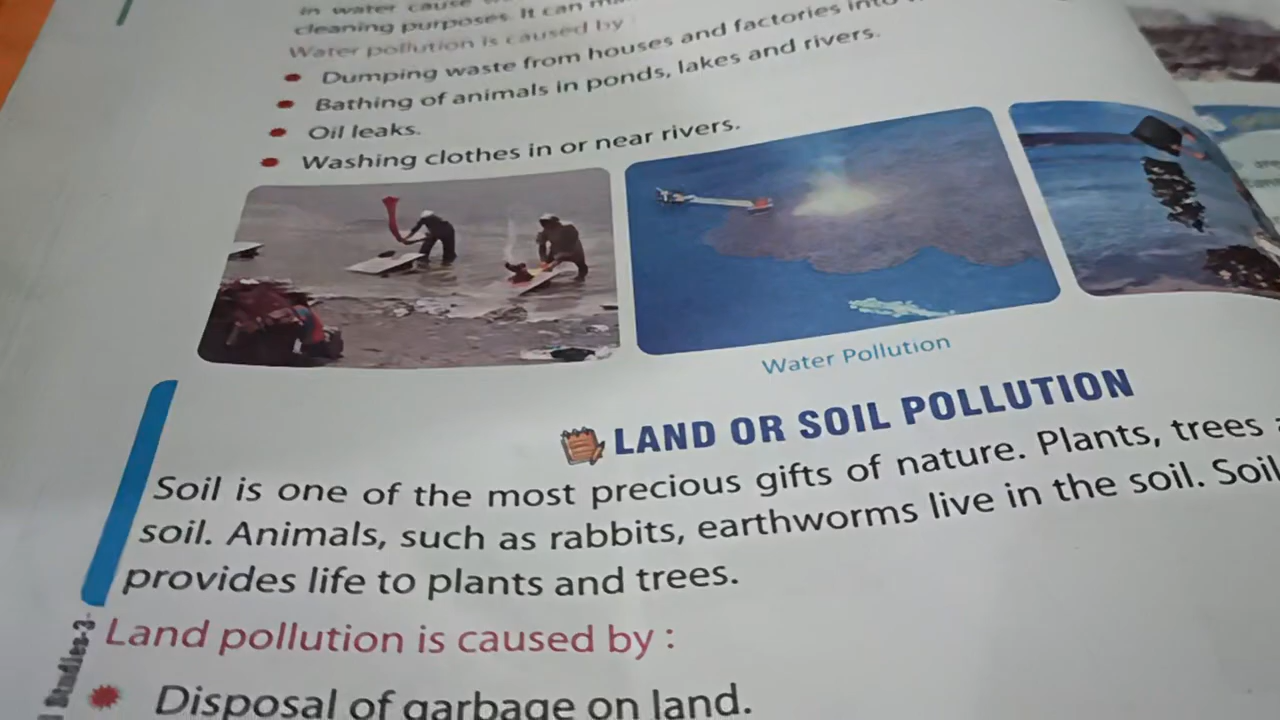 in water cause
cleaning purposes. It can
Water pollution is caused by
Dumping waste from houses and factories into
Bathing of animals in ponds, lakes and rivers.
Oil leaks.
Washing clothes in or near rivers.
Water Pollution
LAND OR SOIL POLLUTION
Soil is one of the most precious gifts of nature. Plants, trees
soil. Animals, such as rabbits, earthworms live in the soil. Soil
provides life to plants and trees.
Land pollution is caused by :
Disposal of garbage on land.
Studies-3